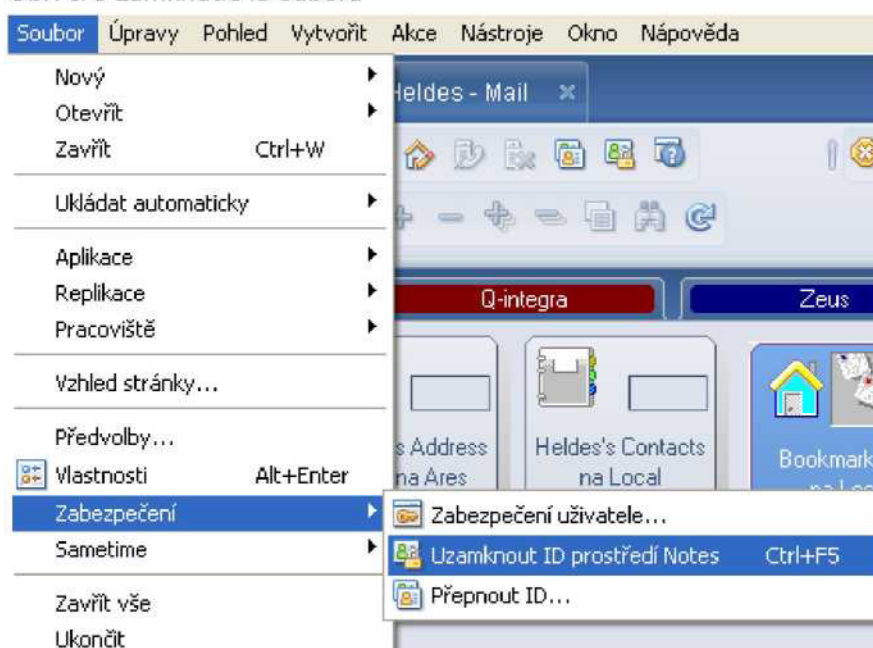 Soubor Úpravy Pohled Vytvořit Akce Nástroje Okno Nápověda
Nový
Otevřít
Zavřít Ctrl+W
Ukládat automaticky
Aplikace
Replikace
Pracoviště
Vzhled stránky...
Předvolby...
Vlastnosti Alt+Enter
Zabezpečení
Sametime
Zavřít vše
Ukončit
Heldes - Mail
Q-integra Zeus
s Address
na Ares
Heldes's Contacts
na Local
Bookmark
Zabezpečení uživatele...
Uzamknout ID prostředí Notes Ctrl+F5
Přepnout ID...